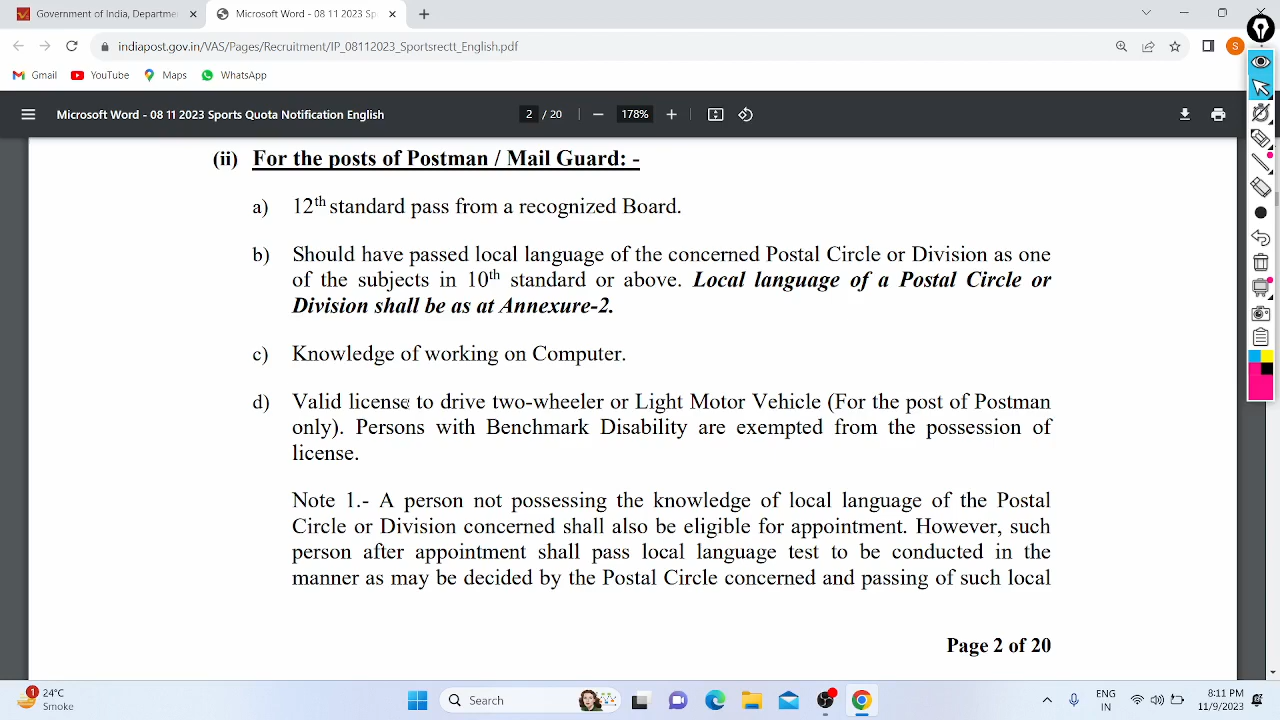 Government of India, Departmen
Microsoft Word - 08 11 2023 Sp
indiapost.gov.in/VAS/Pages/Recruitment/IP_08112023_Sportsrectt_English.pdf
S
Gmail YouTube Maps WhatsApp
Microsoft Word - 08 11 2023 Sports Quota Notification English 2 / 20 178%
(ii) For the posts of Postman / Mail Guard: -
a) 12th standard pass from a recognized Board.
b) Should have passed local language of the concerned Postal Circle or Division as one
of the subjects in 10th standard or above. Local language of a Postal Circle or
Division shall be as at Annexure-2.
c) Knowledge of working on Computer.
d) Valid license to drive two-wheeler or Light Motor Vehicle (For the post of Postman
only). Persons with Benchmark Disability are exempted from the possession of
license.
Note 1.- A person not possessing the knowledge of local language of the Postal
Circle or Division concerned shall also be eligible for appointment. However, such
person after appointment shall pass local language test to be conducted in the
manner as may be decided by the Postal Circle concerned and passing of such local
Page 2 of 20
1
24°C
Smoke
Search
ENG
IN
8:11 PM
11/9/2023